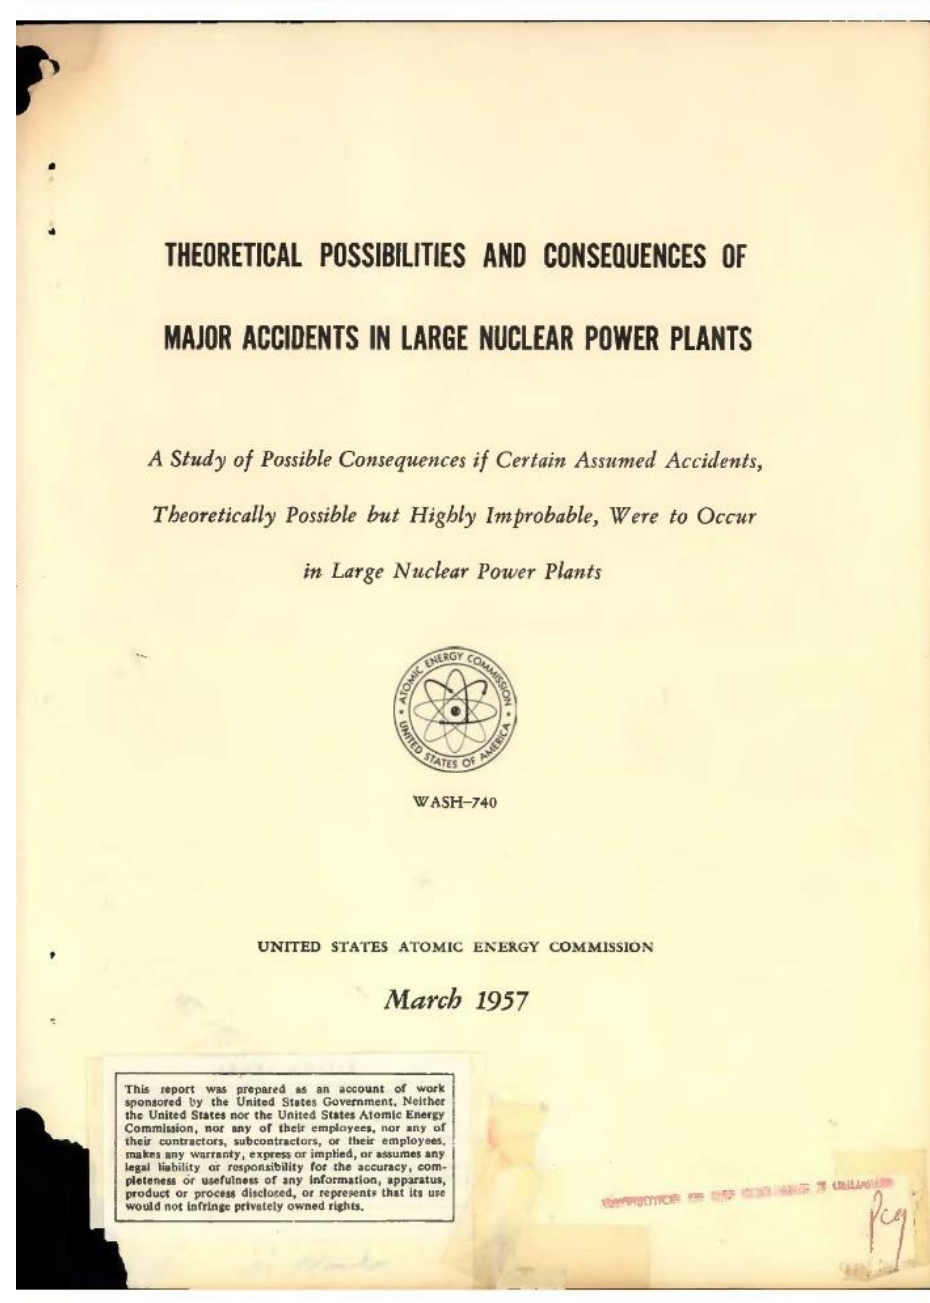 THEORETICAL POSSIBILITIES AND CONSEQUENCES OF
MAJOR ACCIDENTS IN LARGE NUCLEAR POWER PLANTS
A Study of Possible Consequences if Certain Assumed Accidents,
Theoretically Possible but Highly Improbable, Were to Occur
in Large Nuclear Power Plants
ATOMIC ENERGY COMMISSION
UNITED STATES OF AMERICA
WASH-740
UNITED STATES ATOMIC ENERGY COMMISSION
March 1957
This report was prepared as an account of work
sponsored by the United States Government. Neither
the United States nor the United States Atomic Energy
Commission, nor any of their employees, nor any of
their contractors, subcontractors, or their employees,
makes any warranty, express or implied, or assumes any
legal liability or responsibility for the accuracy, com-
pleteness or usefulness of any information, apparatus,
product or process disclosed, or represents that its use
would not infringe privately owned rights.
DISTRIBUTION OF THIS DOCUMENT IS UNLIMITED